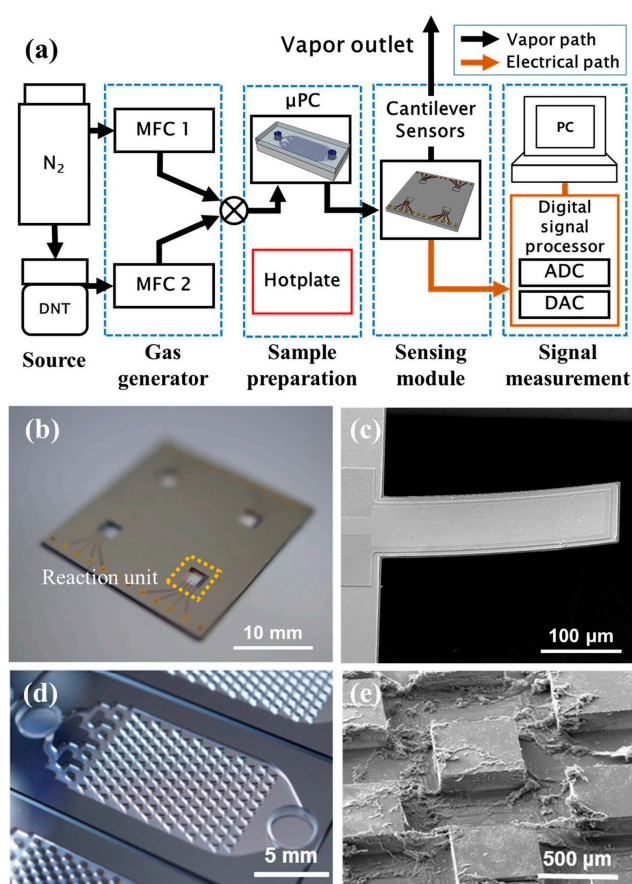 (a)
Vapor outlet
Vapor path
Electrical path
N2
DNT
MFC 1
MFC 2
µPC
Hotplate
Cantilever
Sensors
PC
Digital
signal
processor
ADC
DAC
Source
Gas
generator
Sample
preparation
Sensing
module
Signal
measurement
(b)
Reaction unit
10 mm
(c)
100 µm
(d)
5 mm
(e)
500 µm